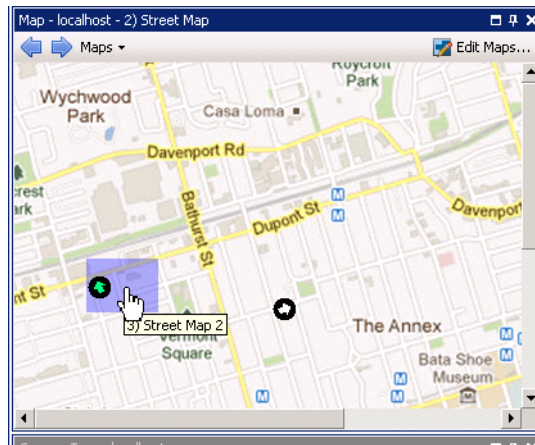 Map - localhost - 2) Street Map
Maps
Edit Maps...
Roycroft
Park
Wychwood
Park
Casa Loma
Davenport Rd
rest
ark
Bathurst St
Dupont St
Davenport
nt St
3) Street Map 2
Vermont
Square
The Annex
Bata Shoe
Museum
M
M
M
M
M
M